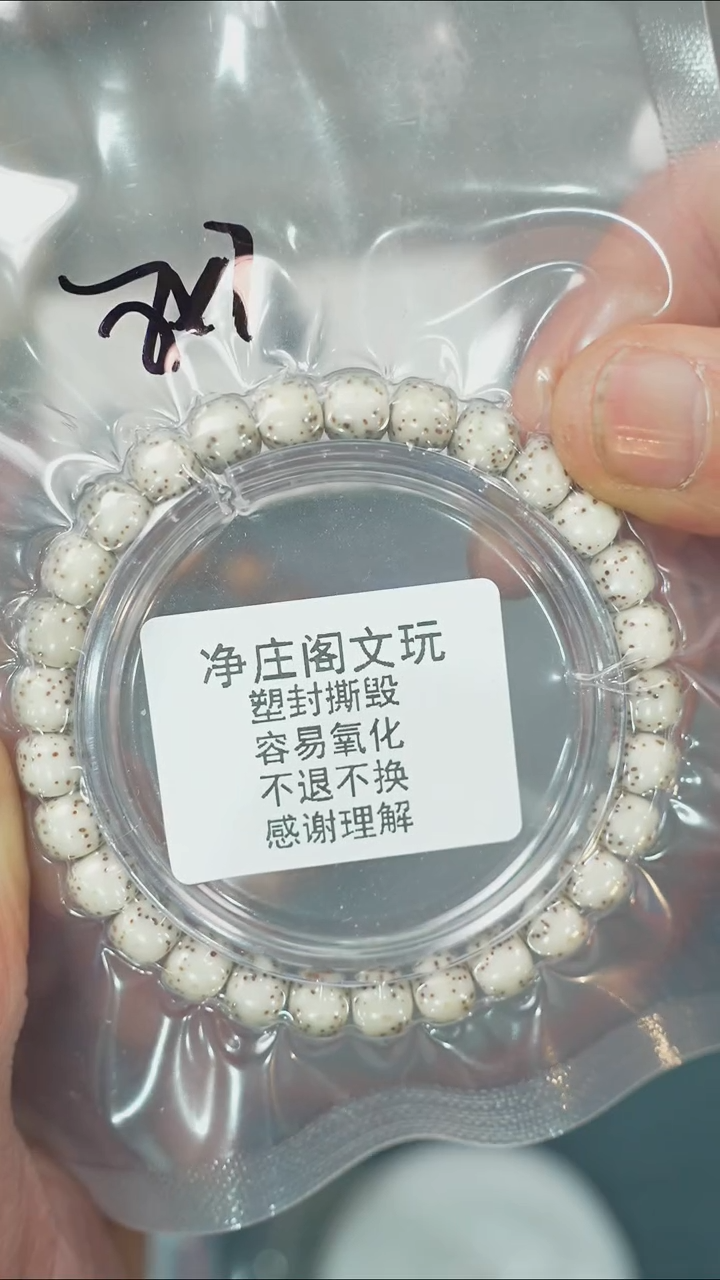 净庄阁文玩
塑封撕毁
容易氧化
不退不换
感谢理解